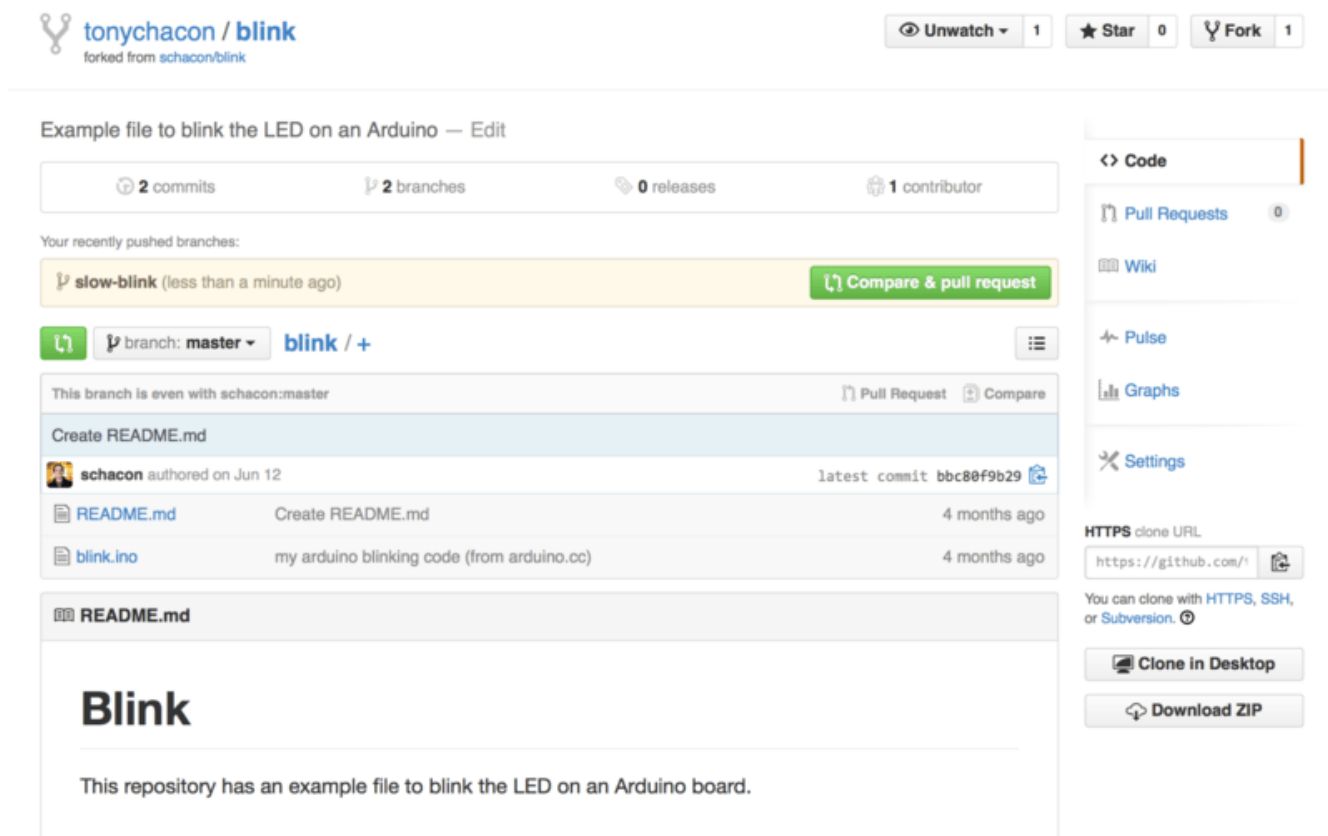 tonychacon / blink
forked from schacon/blink
Unwatch 1
Star 0
Fork 1
Example file to blink the LED on an Arduino — Edit
2 commits
2 branches
0 releases
1 contributor
Your recently pushed branches:
slow-blink (less than a minute ago)
Compare & pull request
branch: master
blink / +
This branch is even with schacon:master
Pull Request
Compare
Create README.md
schacon authored on Jun 12
latest commit bbc80f9b29
README.md Create README.md 4 months ago
blink.ino my arduino blinking code (from arduino.cc) 4 months ago
README.md
Blink
This repository has an example file to blink the LED on an Arduino board.
<> Code
Pull Requests 0
Wiki
Pulse
Graphs
Settings
HTTPS clone URL
https://github.com/
You can clone with HTTPS, SSH,
or Subversion.
Clone in Desktop
Download ZIP